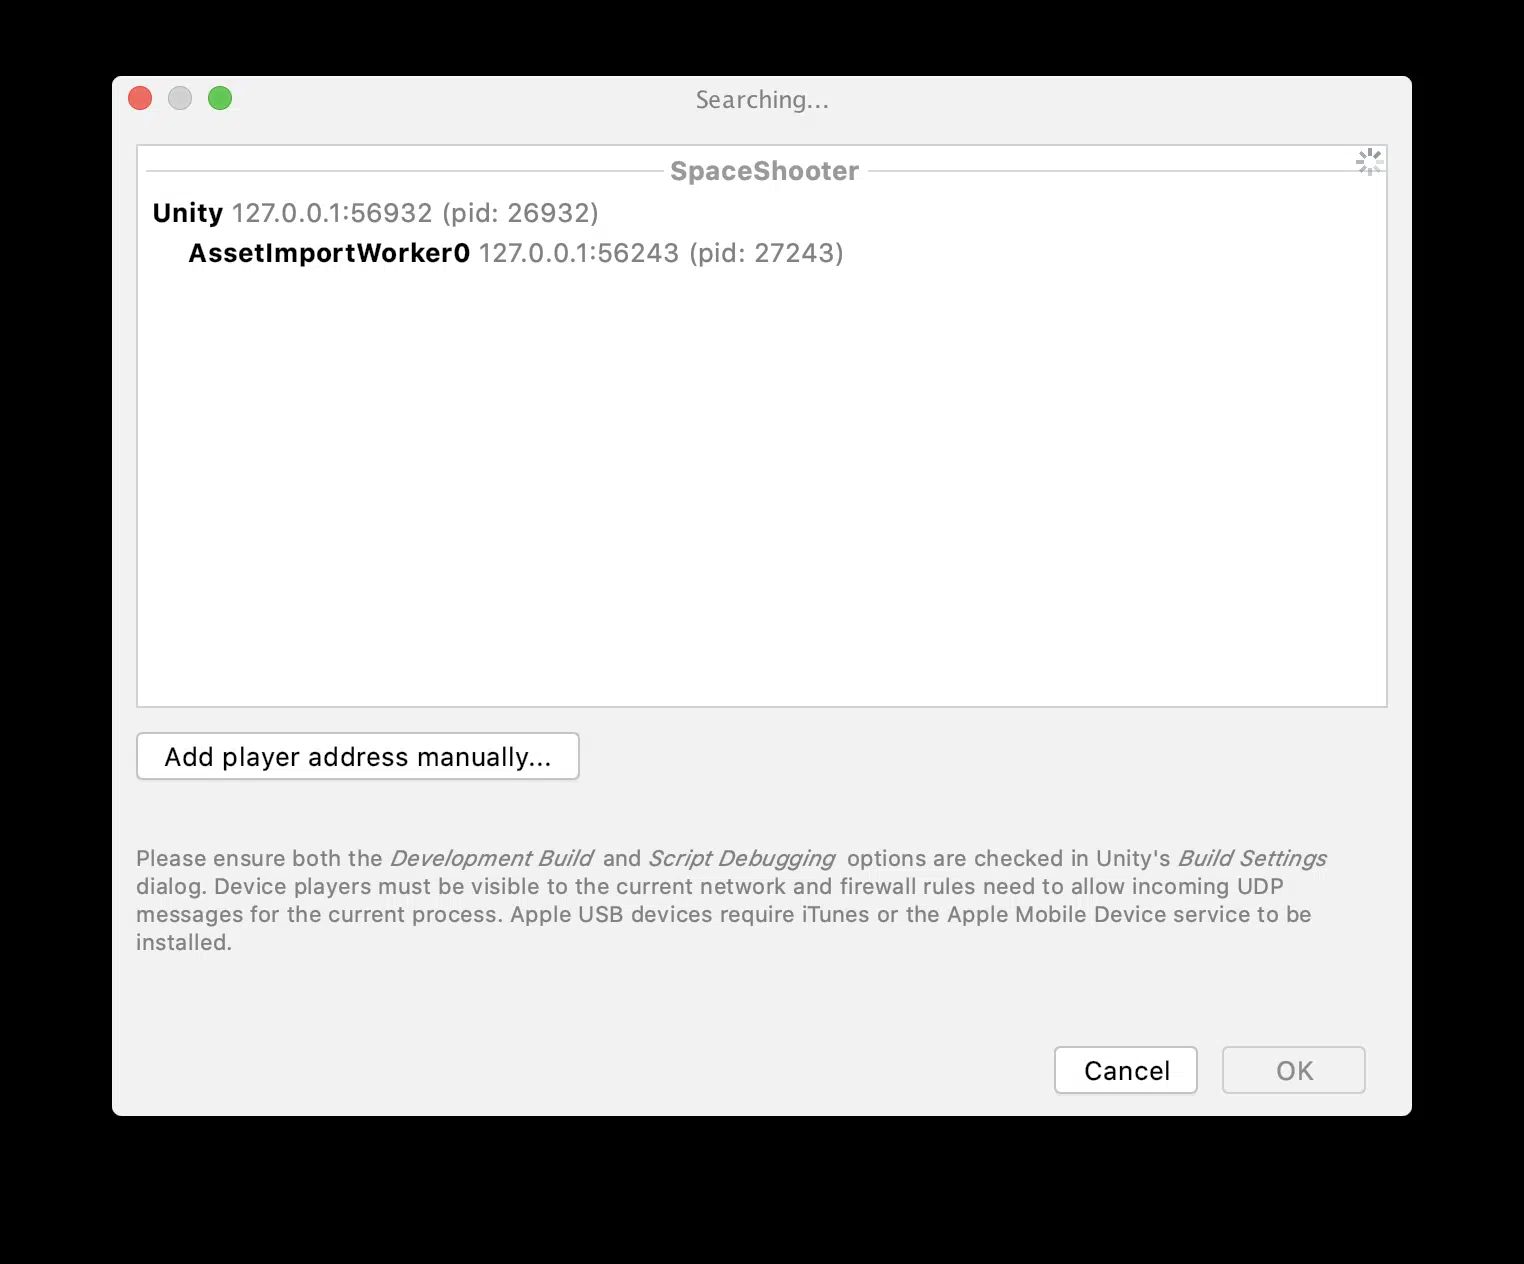 Searching...
SpaceShooter
Unity 127.0.0.1:56932 (pid: 26932)
AssetImportWorker0 127.0.0.1:56243 (pid: 27243)
Add player address manually...
Please ensure both the Development Build and Script Debugging options are checked in Unity's Build Settings
dialog. Device players must be visible to the current network and firewall rules need to allow incoming UDP
messages for the current process. Apple USB devices require iTunes or the Apple Mobile Device service to be
installed.
Cancel OK